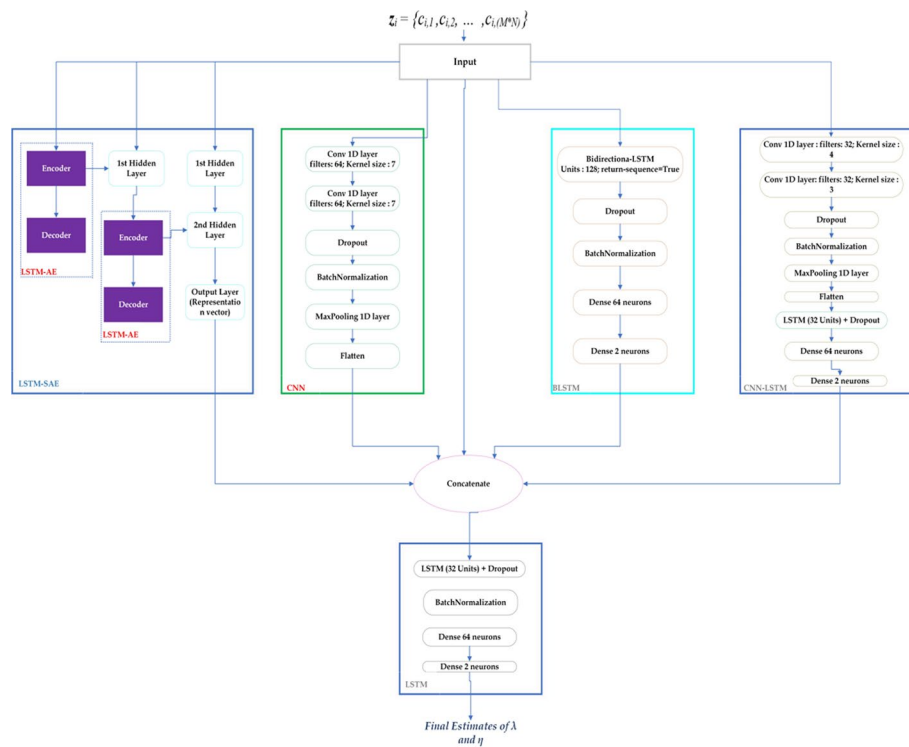 z_i = {c_{i,1}, c_{i,2}, ... , c_{i,(M*N)}}
Input
Encoder
Decoder
LSTM-AE
1st Hidden
Layer
Encoder
Decoder
LSTM-AE
1st Hidden
Layer
2nd Hidden
Layer
Output Layer
(Representatio
n vector)
LSTM-SAE
Conv 1D layer
filters: 64; Kernel size : 7
Conv 1D layer
filters: 64; Kernel size : 7
Dropout
BatchNormalization
MaxPooling 1D layer
Flatten
CNN
Bidirectiona-LSTM
Units : 128; return-sequence=True
Dropout
BatchNormalization
Dense 64 neurons
Dense 2 neurons
BLSTM
Conv 1D layer : filters: 32; Kernel size :
4
Conv 1D layer: filters: 32; Kernel size :
3
Dropout
BatchNormalization
MaxPooling 1D layer
Flatten
LSTM (32 Units) + Dropout
Dense 64 neurons
Dense 2 neurons
CNN-LSTM
Concatenate
LSTM (32 Units) + Dropout
BatchNormalization
Dense 64 neurons
Dense 2 neurons
LSTM
Final Estimates of λ
and η